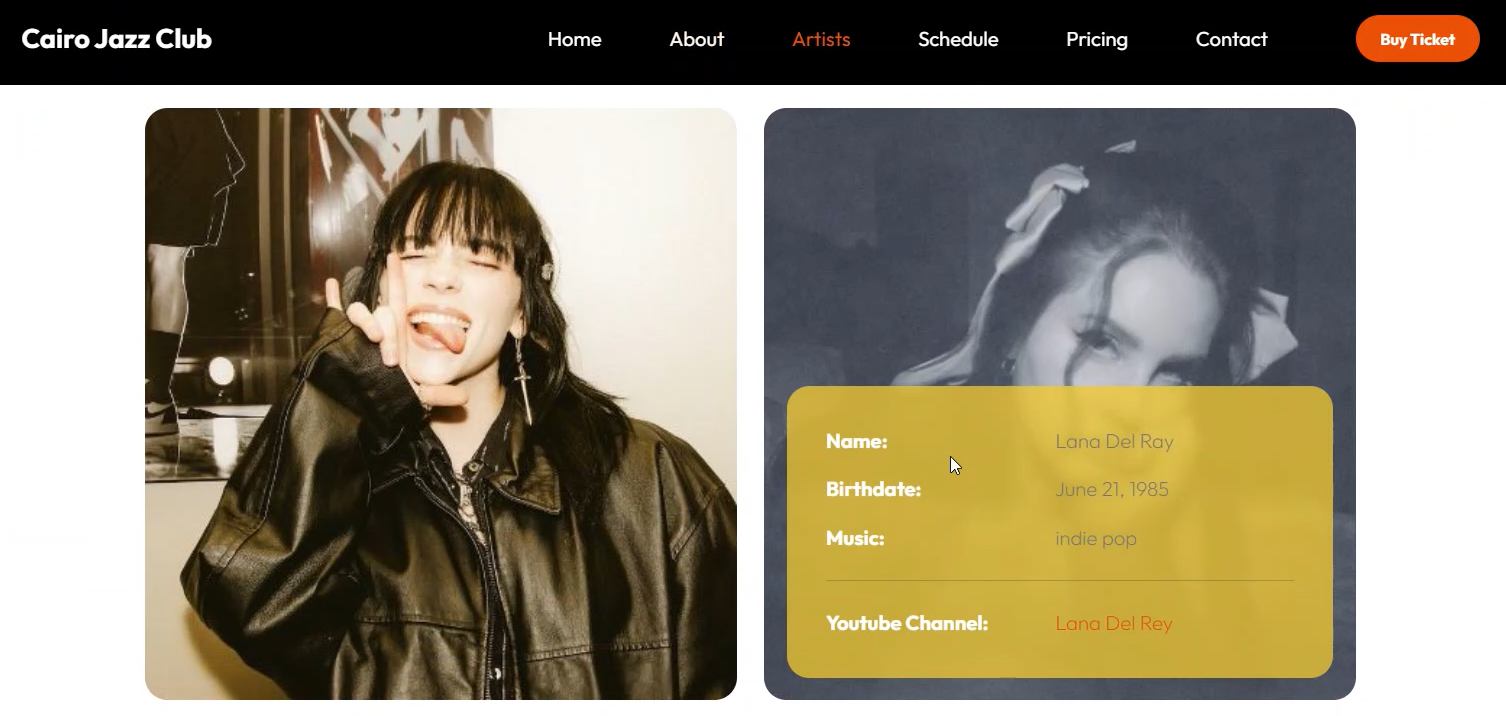 Cairo Jazz Club Home About Artists Schedule Pricing Contact Buy Ticket
Name: Lana Del Ray
Birthdate: June 21, 1985
Music: indie pop
Youtube Channel: Lana Del Rey